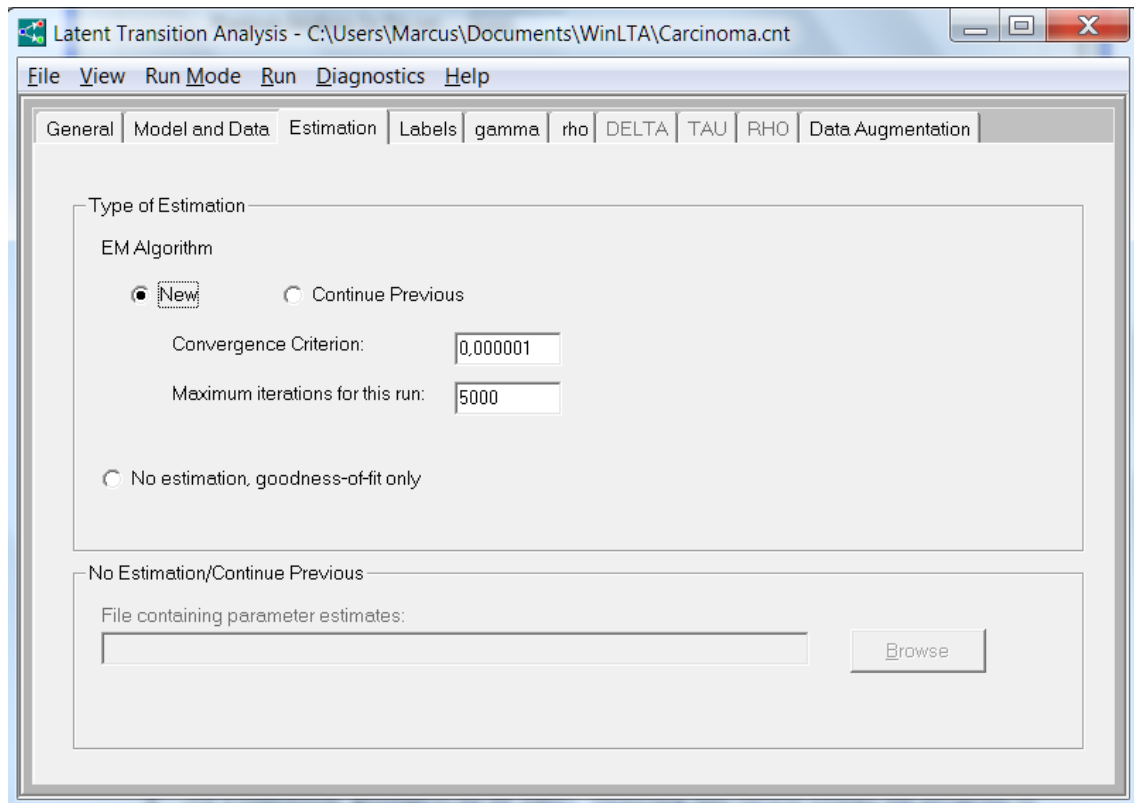 Latent Transition Analysis - C:\Users\Marcus\Documents\WinLTA\Carcinoma.cnt
File View Run Mode Run Diagnostics Help
General Model and Data Estimation Labels gamma rho DELTA TAU RHO Data Augmentation
Type of Estimation
EM Algorithm
New Continue Previous
Convergence Criterion: 0,000001
Maximum iterations for this run: 5000
No estimation, goodness-of-fit only
No Estimation/Continue Previous
File containing parameter estimates:
Browse